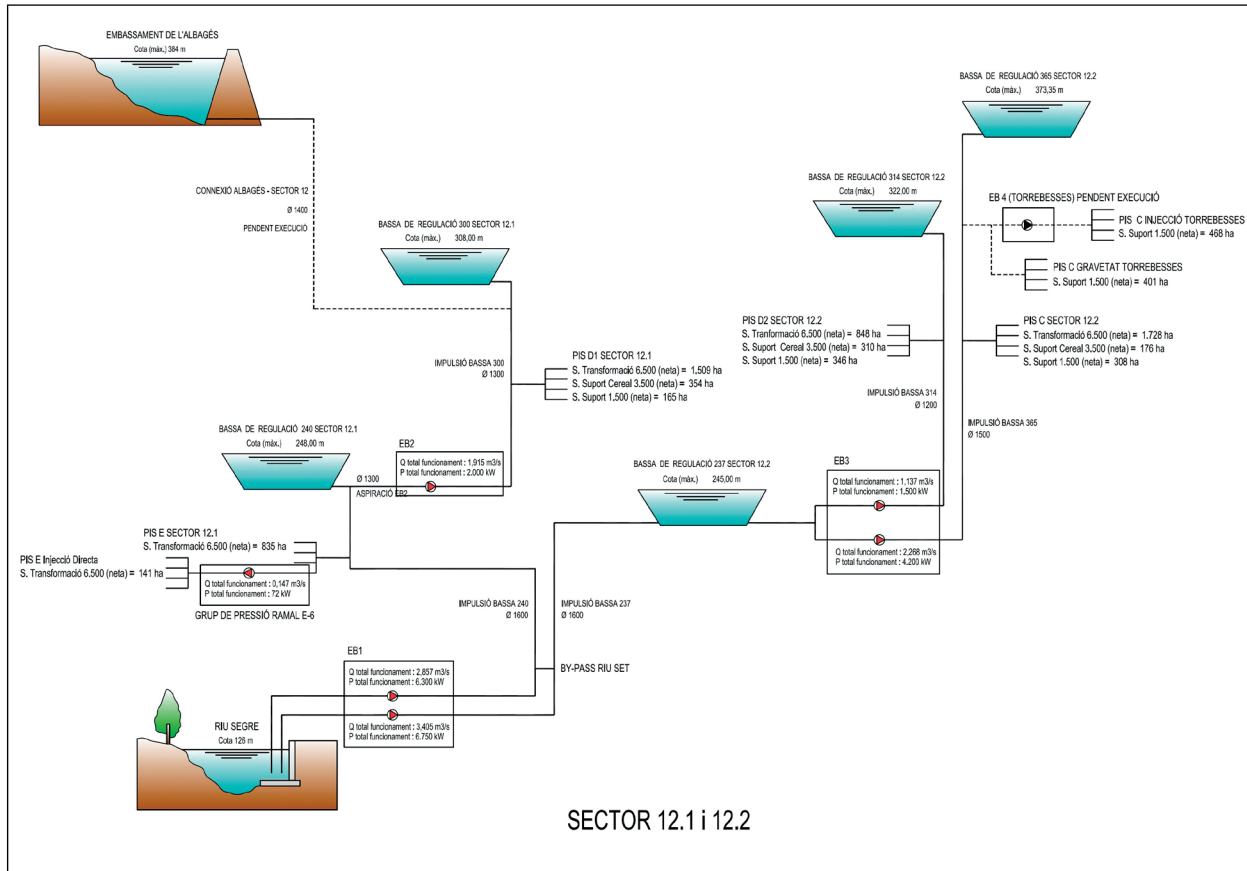 EMBASSAMENT DE L'ALBAGÉS
Cota (màx.) 384 m
CONNEXIÓ ALBAGÉS - SECTOR 12
Ø 1400
PENDENT EXECUCIÓ
BASSA DE REGULACIÓ 300 SECTOR 12.1
Cota (màx.) 308,00 m
IMPULSIÓ BASSA 300
Ø 1300
PIS D1 SECTOR 12.1
S. Transformació 6.500 (neta) = 1.509 ha
S. Suport Cereal 3.500 (neta) = 354 ha
S. Suport 1.500 (neta) = 165 ha
BASSA DE REGULACIÓ 240 SECTOR 12.1
Cota (màx.) 248,00 m
Ø 1300
ASPIRACIÓ EB2
EB2
Q total funcionament : 1,915 m3/s
P total funcionament : 2.000 kW
PIS E SECTOR 12.1
S. Transformació 6.500 (neta) = 835 ha
PIS E Injecció Directa
S. Transformació 6.500 (neta) = 141 ha
Q total funcionament : 0,147 m3/s
P total funcionament : 72 kW
GRUP DE PRESSIÓ RAMAL E-6
IMPULSIÓ BASSA 240
Ø 1600
IMPULSIÓ BASSA 237
Ø 1600
BY-PASS RIU SET
EB1
Q total funcionament : 2,857 m3/s
P total funcionament : 6.300 kW
Q total funcionament : 3,405 m3/s
P total funcionament : 6.750 kW
RIU SEGRE
Cota 126 m
BASSA DE REGULACIÓ 237 SECTOR 12,2
Cota (màx.) 245,00 m
EB3
Q total funcionament : 1,137 m3/s
P total funcionament : 1,500 kW
Q total funcionament : 2,268 m3/s
P total funcionament : 4.200 kW
BASSA DE REGULACIÓ 314 SECTOR 12,2
Cota (màx.) 322.00 m
PIS D2 SECTOR 12.2
S. Tranformació 6.500 (neta) = 848 ha
S. Suport Cereal 3.500 (neta) = 310 ha
S. Suport 1.500 (neta) = 346 ha
IMPULSIÓ BASSA 314
Ø 1200
BASSA DE REGULACIÓ 365 SECTOR 12.2
Cota (màx.) 373,35 m
EB 4 (TORREBESSES) PENDENT EXECUCIÓ
PIS C INJECCIÓ TORREBESSES
S. Suport 1.500 (neta) = 468 ha
PIS C GRAVETAT TORREBESSES
S. Suport 1.500 (neta) = 401 ha
PIS C SECTOR 12.2
S. Transformació 6.500 (neta) = 1.728 ha
S. Suport Cereal 3.500 (neta) = 176 ha
S. Suport 1.500 (neta) = 308 ha
IMPULSIÓ BASSA 365
Ø 1500
SECTOR 12.1 i 12.2